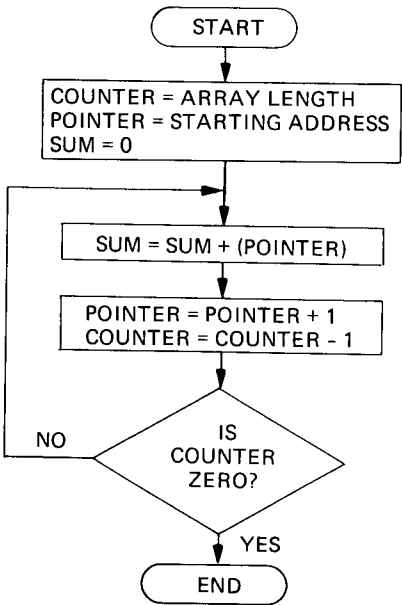 START
COUNTER = ARRAY LENGTH
POINTER = STARTING ADDRESS
SUM = 0
SUM = SUM + (POINTER)
POINTER = POINTER + 1
COUNTER = COUNTER - 1
IS
COUNTER
ZERO?
NO
YES
END